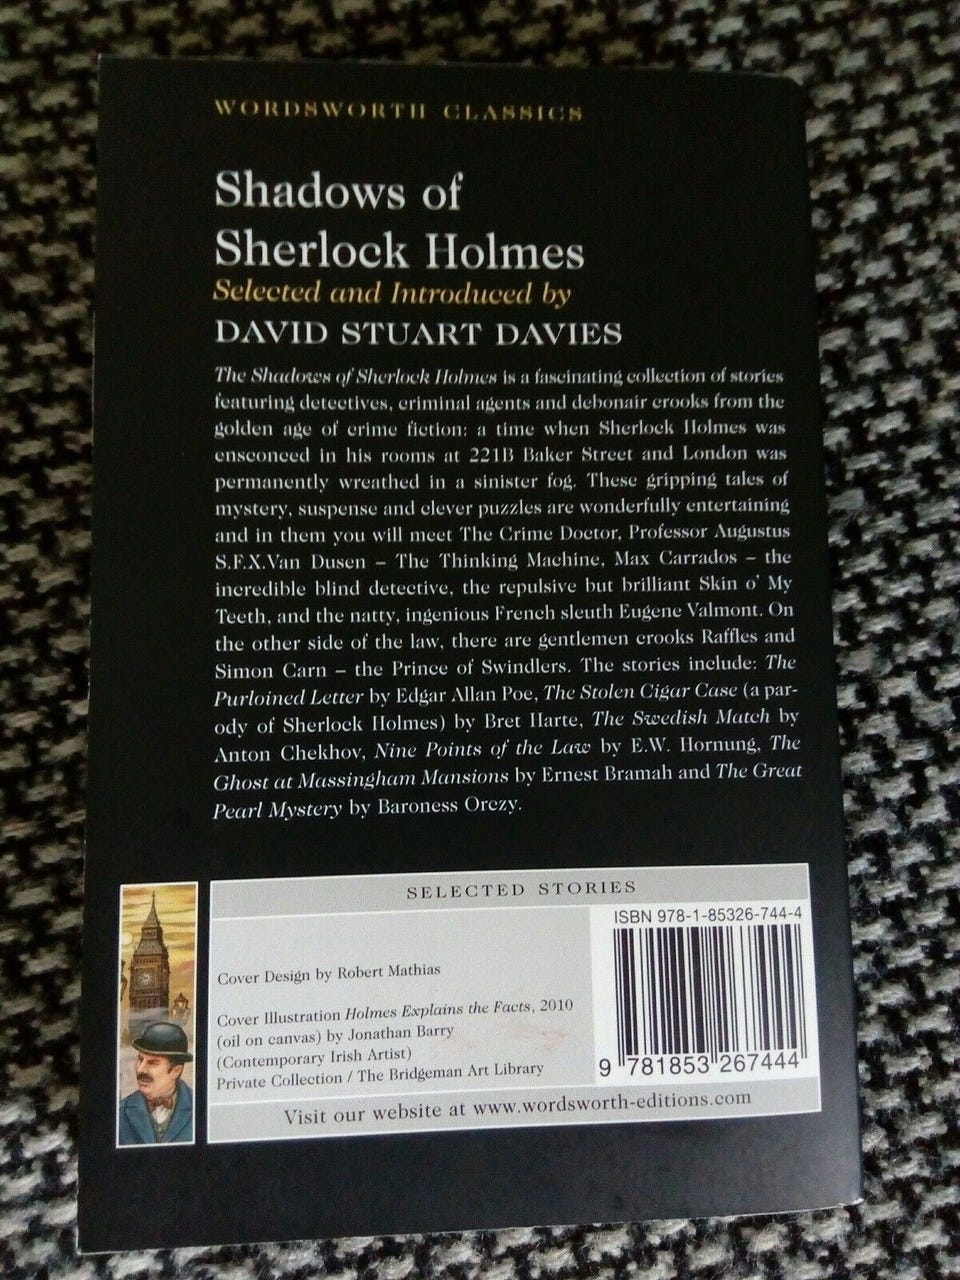 WORDSWORTH CLASSICS
Shadows of
Sherlock Holmes
Selected and Introduced by
DAVID STUART DAVIES
The Shadows of Sherlock Holmes is a fascinating collection of stories
featuring detectives, criminal agents and debonair crooks from the
golden age of crime fiction: a time when Sherlock Holmes was
ensconced in his rooms at 221B Baker Street and London was
permanently wreathed in a sinister fog. These gripping tales of
mystery, suspense and clever puzzles are wonderfully entertaining
and in them you will meet The Crime Doctor, Professor Augustus
S.F.X.Van Dusen – The Thinking Machine, Max Carrados – the
incredible blind detective, the repulsive but brilliant Skin o' My
Teeth, and the natty, ingenious French sleuth Eugene Valmont. On
the other side of the law, there are gentlemen crooks Raffles and
Simon Carn – the Prince of Swindlers. The stories include: The
Purloined Letter by Edgar Allan Poe, The Stolen Cigar Case (a par-
ody of Sherlock Holmes) by Bret Harte, The Swedish Match by
Anton Chekhov, Nine Points of the Law by E.W. Hornung, The
Ghost at Massingham Mansions by Ernest Bramah and The Great
Pearl Mystery by Baroness Orczy.
SELECTED STORIES
ISBN 978-1-85326-744-4
Cover Design by Robert Mathias
Cover Illustration Holmes Explains the Facts, 2010
(oil on canvas) by Jonathan Barry
(Contemporary Irish Artist)
Private Collection / The Bridgeman Art Library
9 781853 267444
Visit our website at www.wordsworth-editions.com